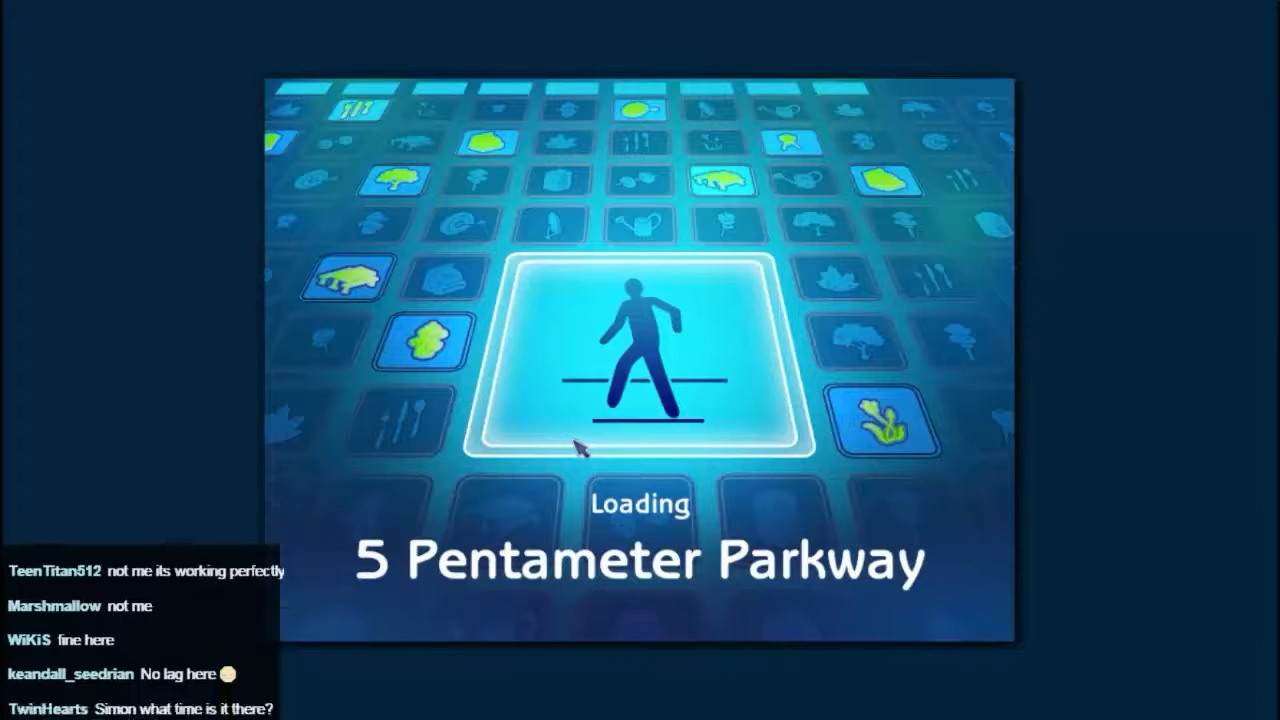 Loading
5 Pentameter Parkway
TeenTitan512 not me its working perfectly
Marshmallow not me
WiKiS fine here
keandall_seedrian No lag here
TwinHearts Simon what time is it there?